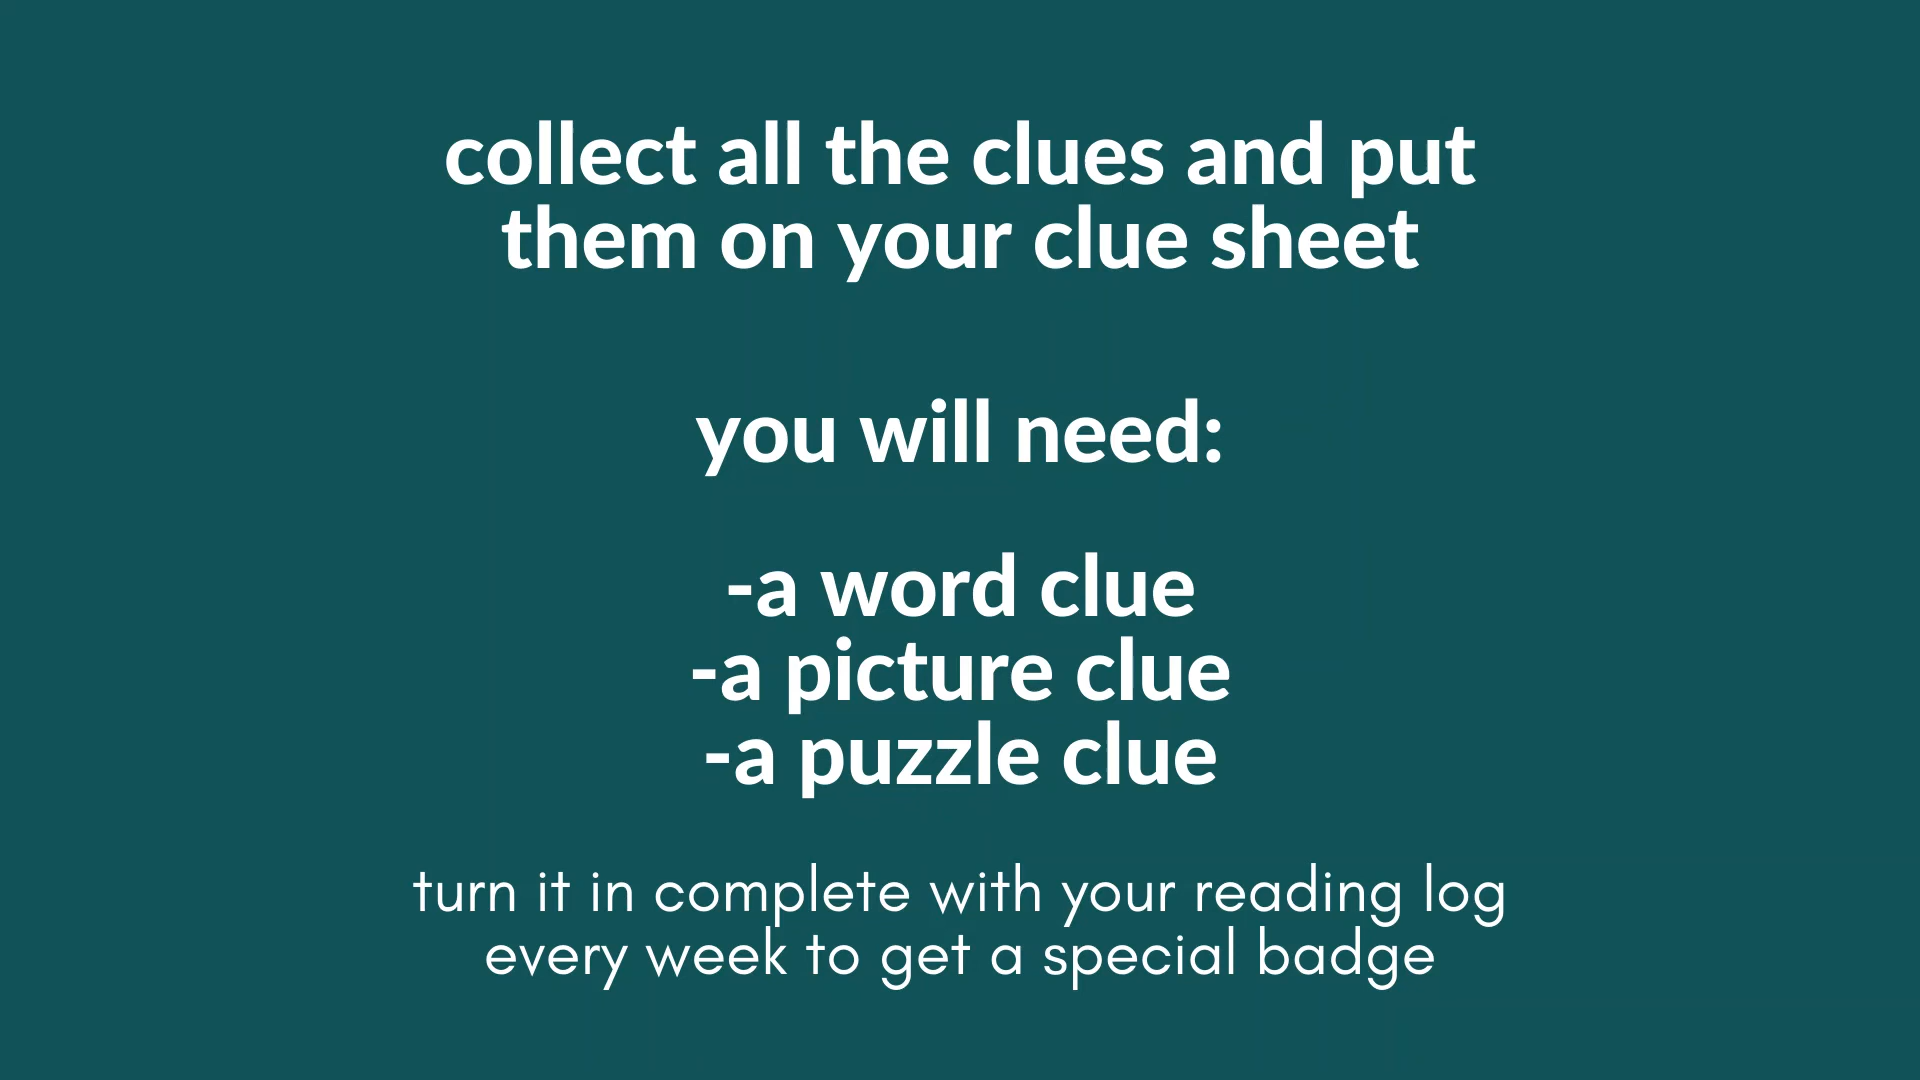 collect all the clues and put
them on your clue sheet
you will need:
-a word clue
-a picture clue
-a puzzle clue
turn it in complete with your reading log
every week to get a special badge